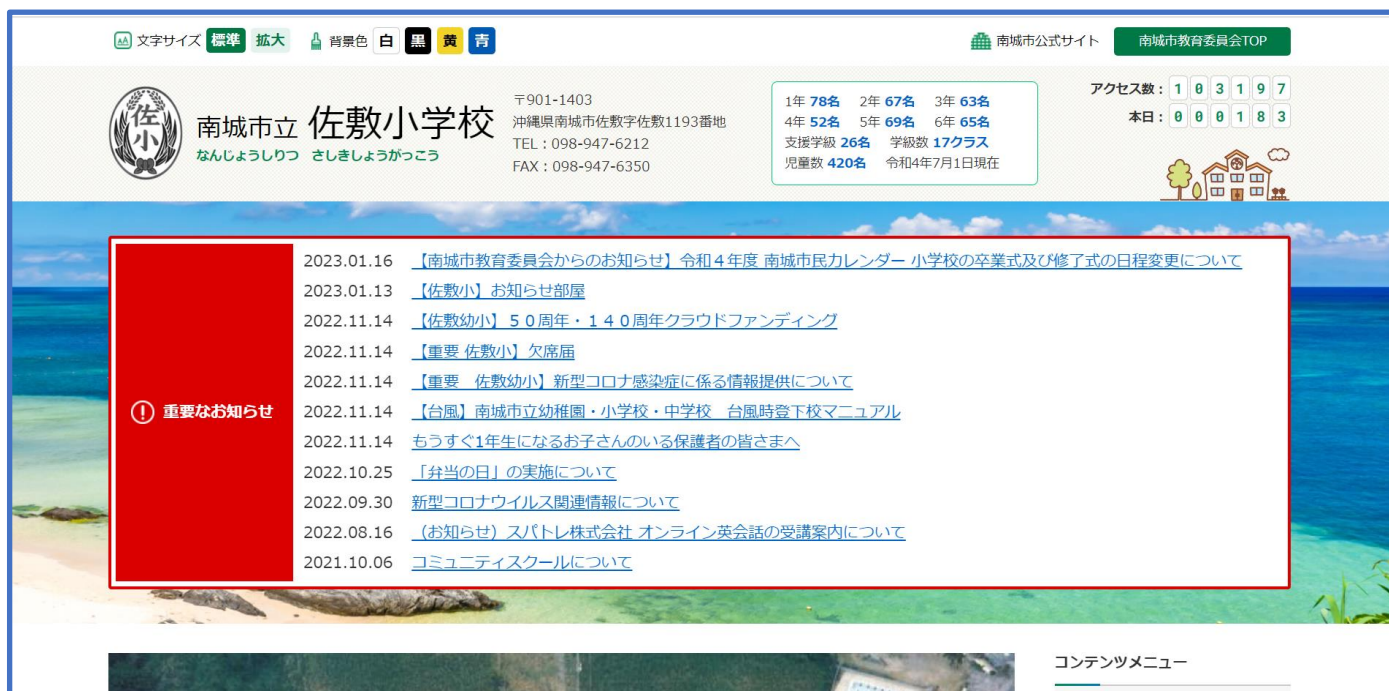 文字サイズ 標準 拡大 背景色 白 黒 黄 青
南城市公式サイト 南城市教育委員会TOP
佐小
南城市立 佐敷小学校
なんじょうしりつ さしきしょうがっこう
〒901-1403
沖縄県南城市佐敷字佐敷1193番地
TEL：098-947-6212
FAX：098-947-6350
1年 78名 2年 67名 3年 63名
4年 52名 5年 69名 6年 65名
支援学級 26名 学級数 17クラス
児童数 420名 令和4年7月1日現在
アクセス数：103197
本日：000183
重要なお知らせ
2023.01.16 【南城市教育委員会からのお知らせ】令和４年度 南城市民カレンダー 小学校の卒業式及び修了式の日程変更について
2023.01.13 【佐敷小】お知らせ部屋
2022.11.14 【佐敷幼小】５０周年・１４０周年クラウドファンディング
2022.11.14 【重要 佐敷小】欠席届
2022.11.14 【重要　佐敷幼小】新型コロナ感染症に係る情報提供について
2022.11.14 【台風】南城市立幼稚園・小学校・中学校　台風時登下校マニュアル
2022.11.14 もうすぐ1年生になるお子さんのいる保護者の皆さまへ
2022.10.25 「弁当の日」の実施について
2022.09.30 新型コロナウイルス関連情報について
2022.08.16 （お知らせ）スパトレ株式会社 オンライン英会話の受講案内について
2021.10.06 コミュニティスクールについて
コンテンツメニュー